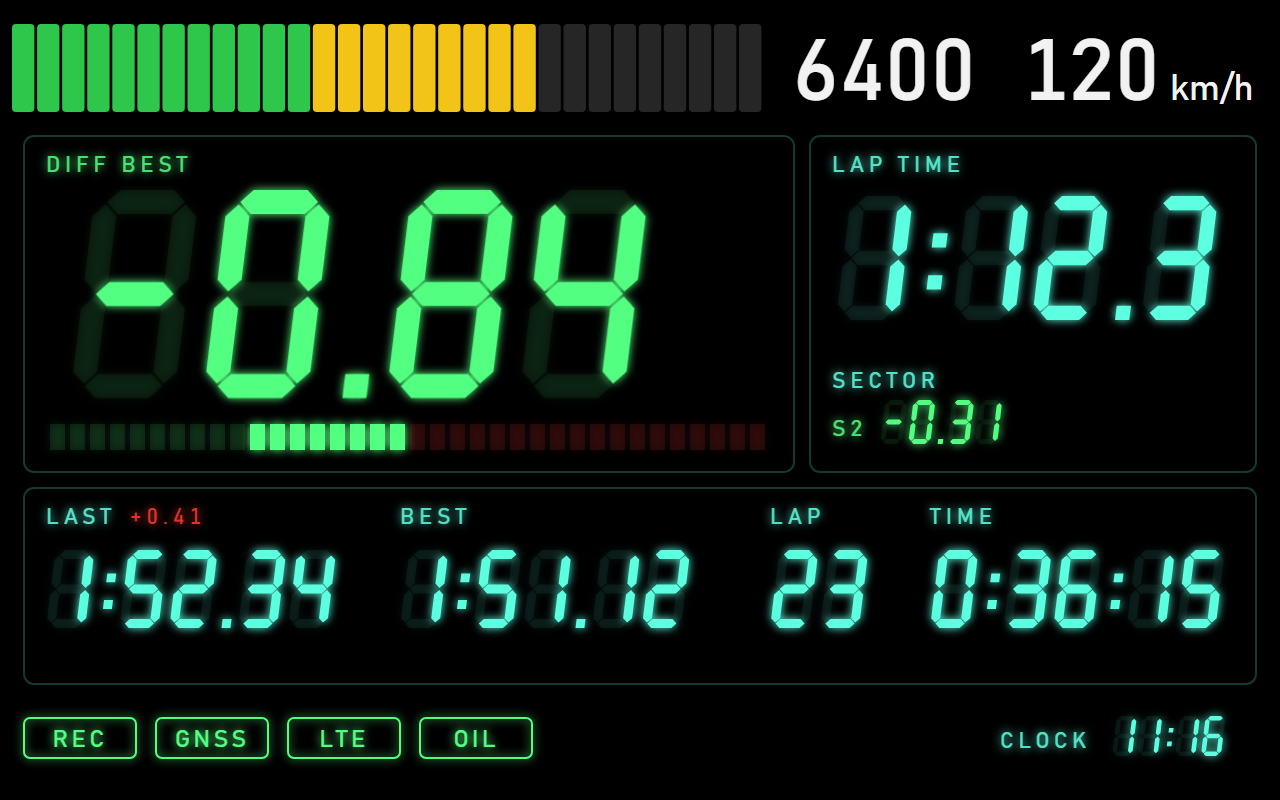 6400 120 km/h
DIFF BEST
-0.84
LAP TIME
1:12.3
SECTOR
S2 -0.31
LAST +0.41 BEST LAP TIME
1:52.34 1:51.12 23 0:36:15
REC GNSS LTE OIL CLOCK 11:16